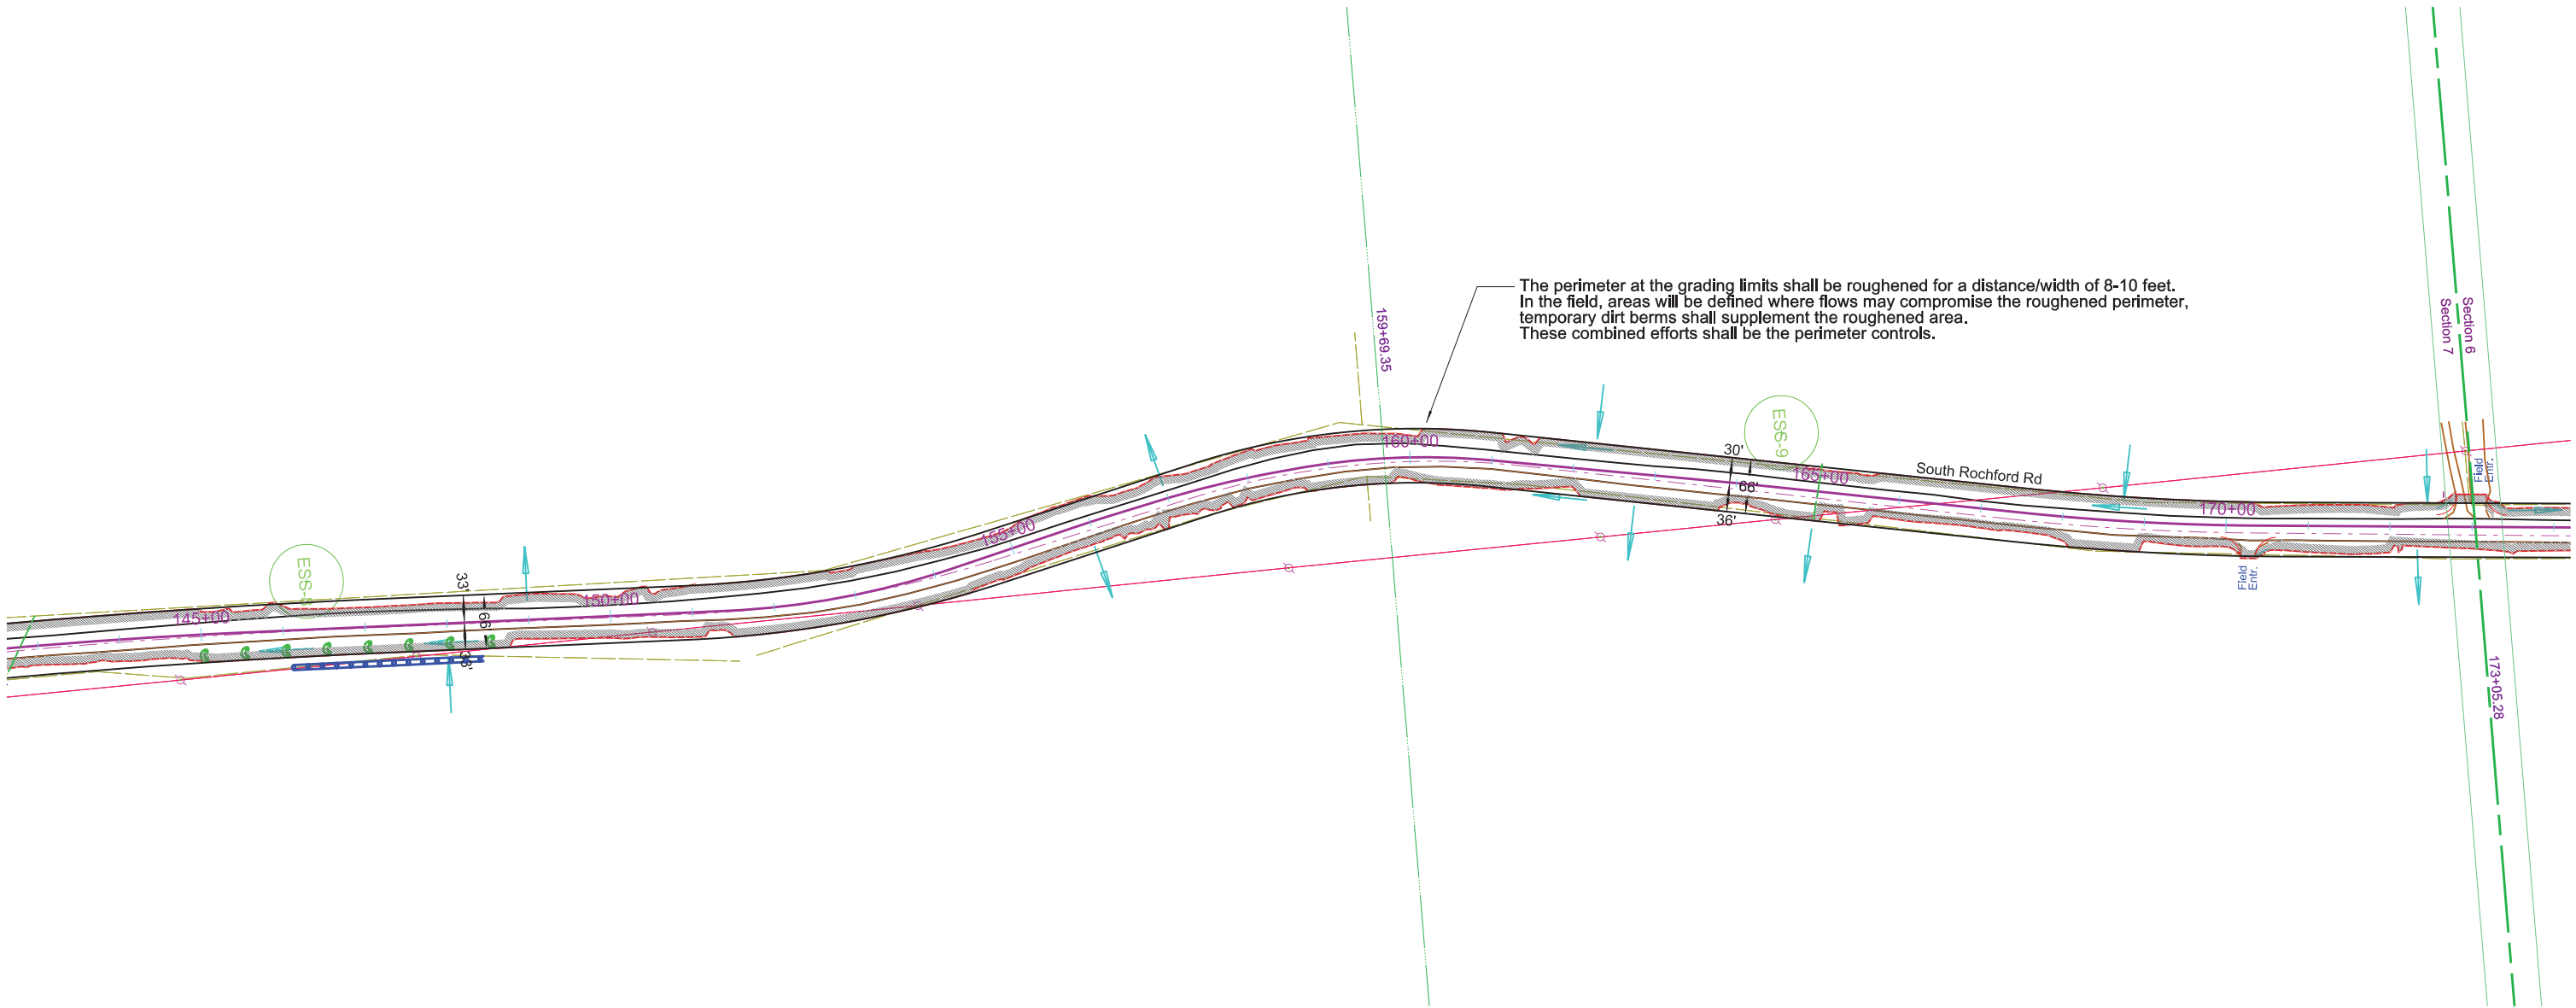 The perimeter at the grading limits shall be roughened for a distance/width of 8-10 feet.
In the field, areas will be defined where flows may compromise the roughened perimeter,
temporary dirt berms shall supplement the roughened area.
These combined efforts shall be the perimeter controls.
159+69.35
Section 7
Section 6
ESS-8
33'
66'
33'
145+00
150+00
155+00
160+00
30'
66'
36'
ESS-9
165+00
South Rochford Rd
170+00
Field
Entr.
Field
Entr.
173+05.28